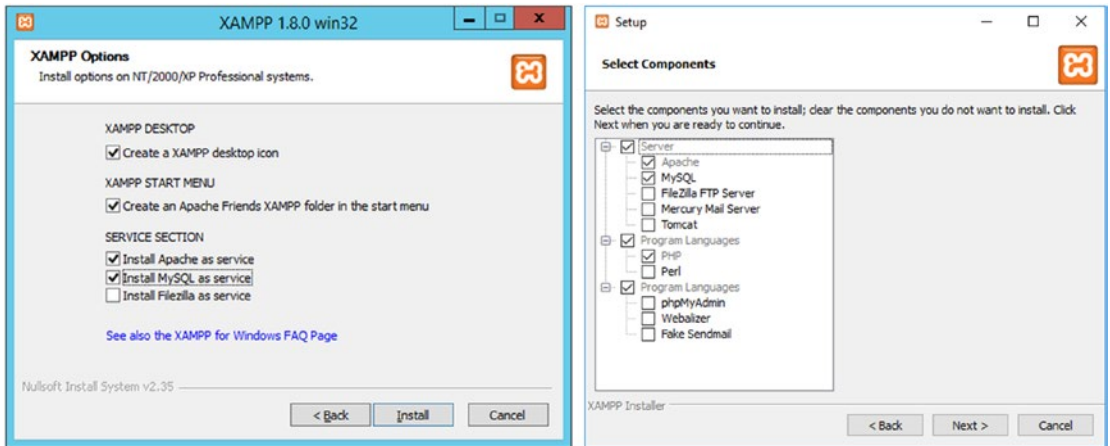 XAMPP 1.8.0 win32
XAMPP Options
Install options on NT/2000/XP Professional systems.
XAMPP DESKTOP
Create a XAMPP desktop icon
XAMPP START MENU
Create an Apache Friends XAMPP folder in the start menu
SERVICE SECTION
Install Apache as service
Install MySQL as service
Install Filezilla as service
See also the XAMPP for Windows FAQ Page
Nullsoft Install System v2.35
< Back
Install
Cancel
Setup
Select Components
Select the components you want to install; clear the components you do not want to install. Click
Next when you are ready to continue.
Server
Apache
MySQL
FileZilla FTP Server
Mercury Mail Server
Tomcat
Program Languages
PHP
Perl
Program Languages
phpMyAdmin
Webalizer
Fake Sendmail
XAMPP Installer
< Back
Next >
Cancel